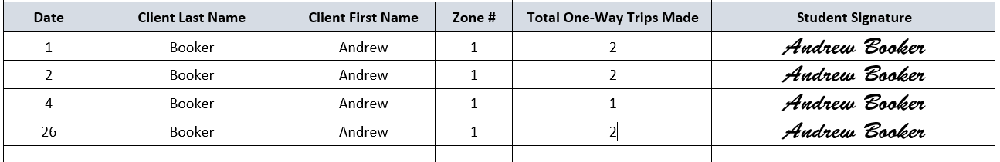 Date Client Last Name Client First Name Zone # Total One-Way Trips Made Student Signature
1 Booker Andrew 1 2 Andrew Booker
2 Booker Andrew 1 2 Andrew Booker
4 Booker Andrew 1 1 Andrew Booker
26 Booker Andrew 1 2 Andrew Booker